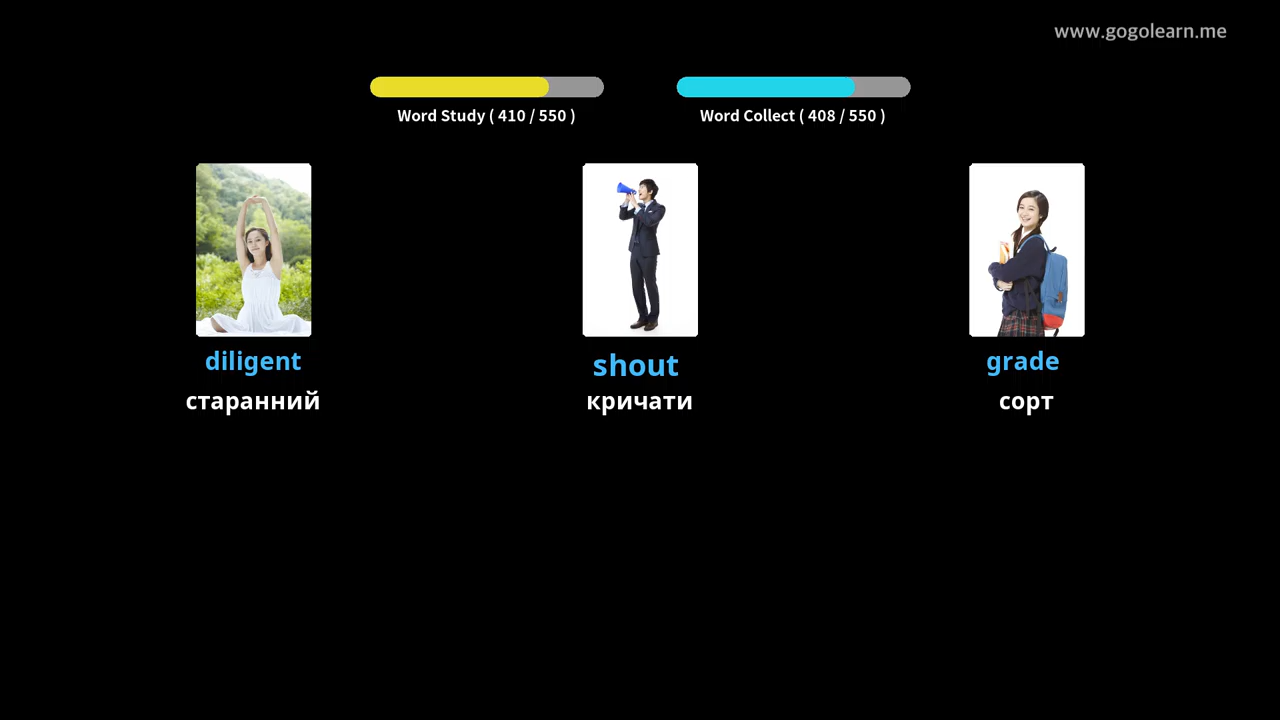 www.gogolearn.me
Word Study ( 410 / 550 )
Word Collect ( 408 / 550 )
diligent
shout
grade
старанний
кричати
сорт